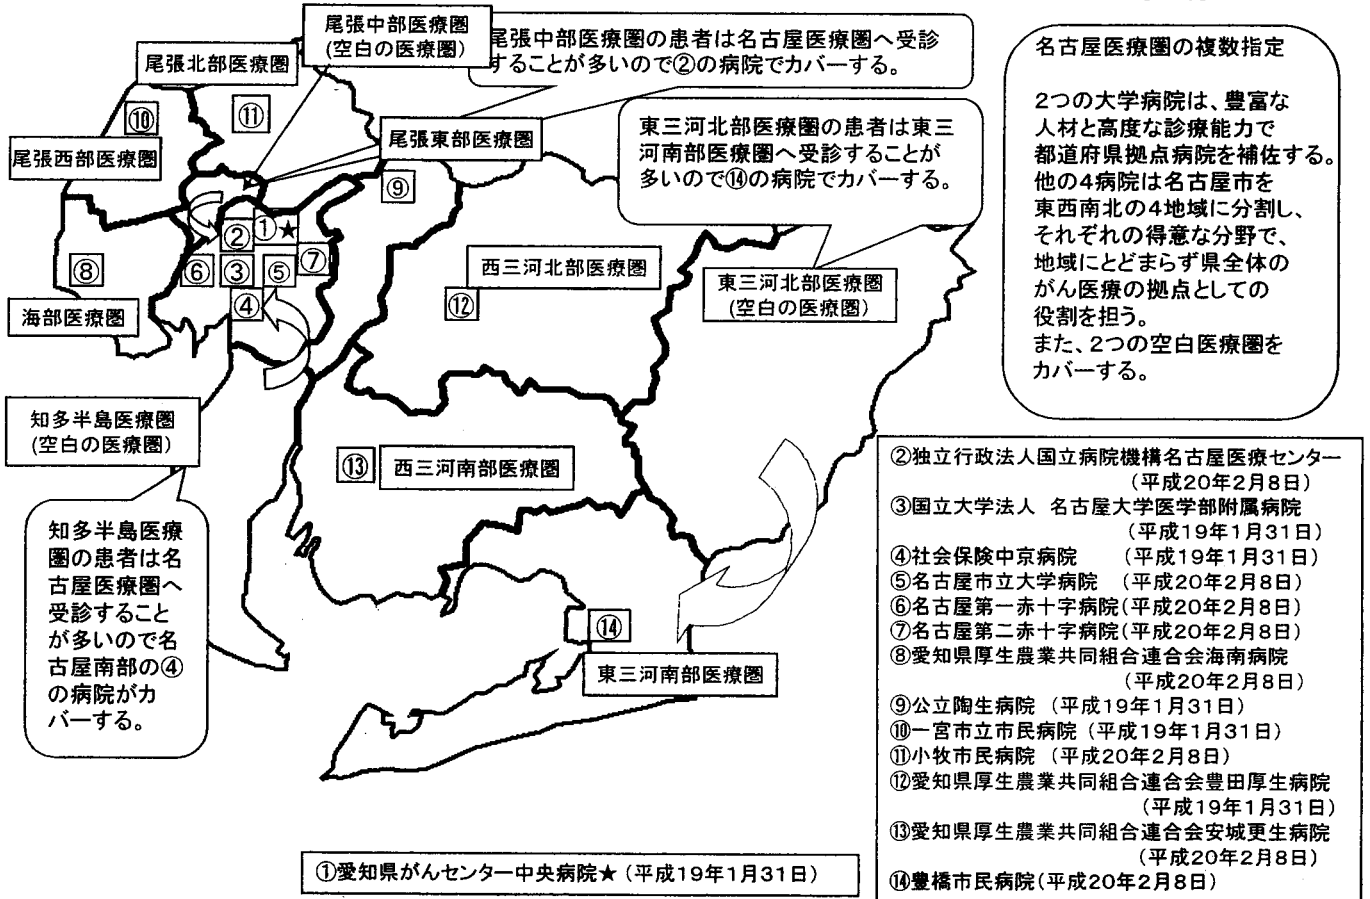 尾張中部医療圏
(空白の医療圏)
尾張中部医療圏の患者は名古屋医療圏へ受診
することが多いので②の病院でカバーする。
尾張北部医療圏
⑩
⑪
尾張西部医療圏
尾張東部医療圏
⑨
東三河北部医療圏の患者は東三
河南部医療圏へ受診することが
多いので⑭の病院でカバーする。
名古屋医療圏の複数指定
2つの大学病院は、豊富な
人材と高度な診療能力で
都道府県拠点病院を補佐する。
他の4病院は名古屋市を
東西南北の4地域に分割し、
それぞれの得意な分野で、
地域にとどまらず県全体の
がん医療の拠点としての
役割を担う。
また、2つの空白医療圏を
カバーする。
①★
②
⑧
⑥
③
⑤
⑦
④
海部医療圏
西三河北部医療圏
⑫
東三河北部医療圏
(空白の医療圏)
知多半島医療圏
(空白の医療圏)
⑬
西三河南部医療圏
知多半島医療
圏の患者は名
古屋医療圏へ
受診すること
が多いので名
古屋南部の④
の病院がカ
バーする。
⑭
東三河南部医療圏
②独立行政法人国立病院機構名古屋医療センター
(平成20年2月8日)
③国立大学法人 名古屋大学医学部附属病院
(平成19年1月31日)
④社会保険中京病院 (平成19年1月31日)
⑤名古屋市立大学病院 (平成20年2月8日)
⑥名古屋第一赤十字病院(平成20年2月8日)
⑦名古屋第二赤十字病院(平成20年2月8日)
⑧愛知県厚生農業共同組合連合会海南病院
(平成20年2月8日)
⑨公立陶生病院 (平成19年1月31日)
⑩一宮市立市民病院 (平成19年1月31日)
⑪小牧市民病院 (平成20年2月8日)
⑫愛知県厚生農業共同組合連合会豊田厚生病院
(平成19年1月31日)
⑬愛知県厚生農業共同組合連合会安城更生病院
(平成20年2月8日)
⑭豊橋市民病院(平成20年2月8日)
①愛知県がんセンター中央病院★(平成19年1月31日)